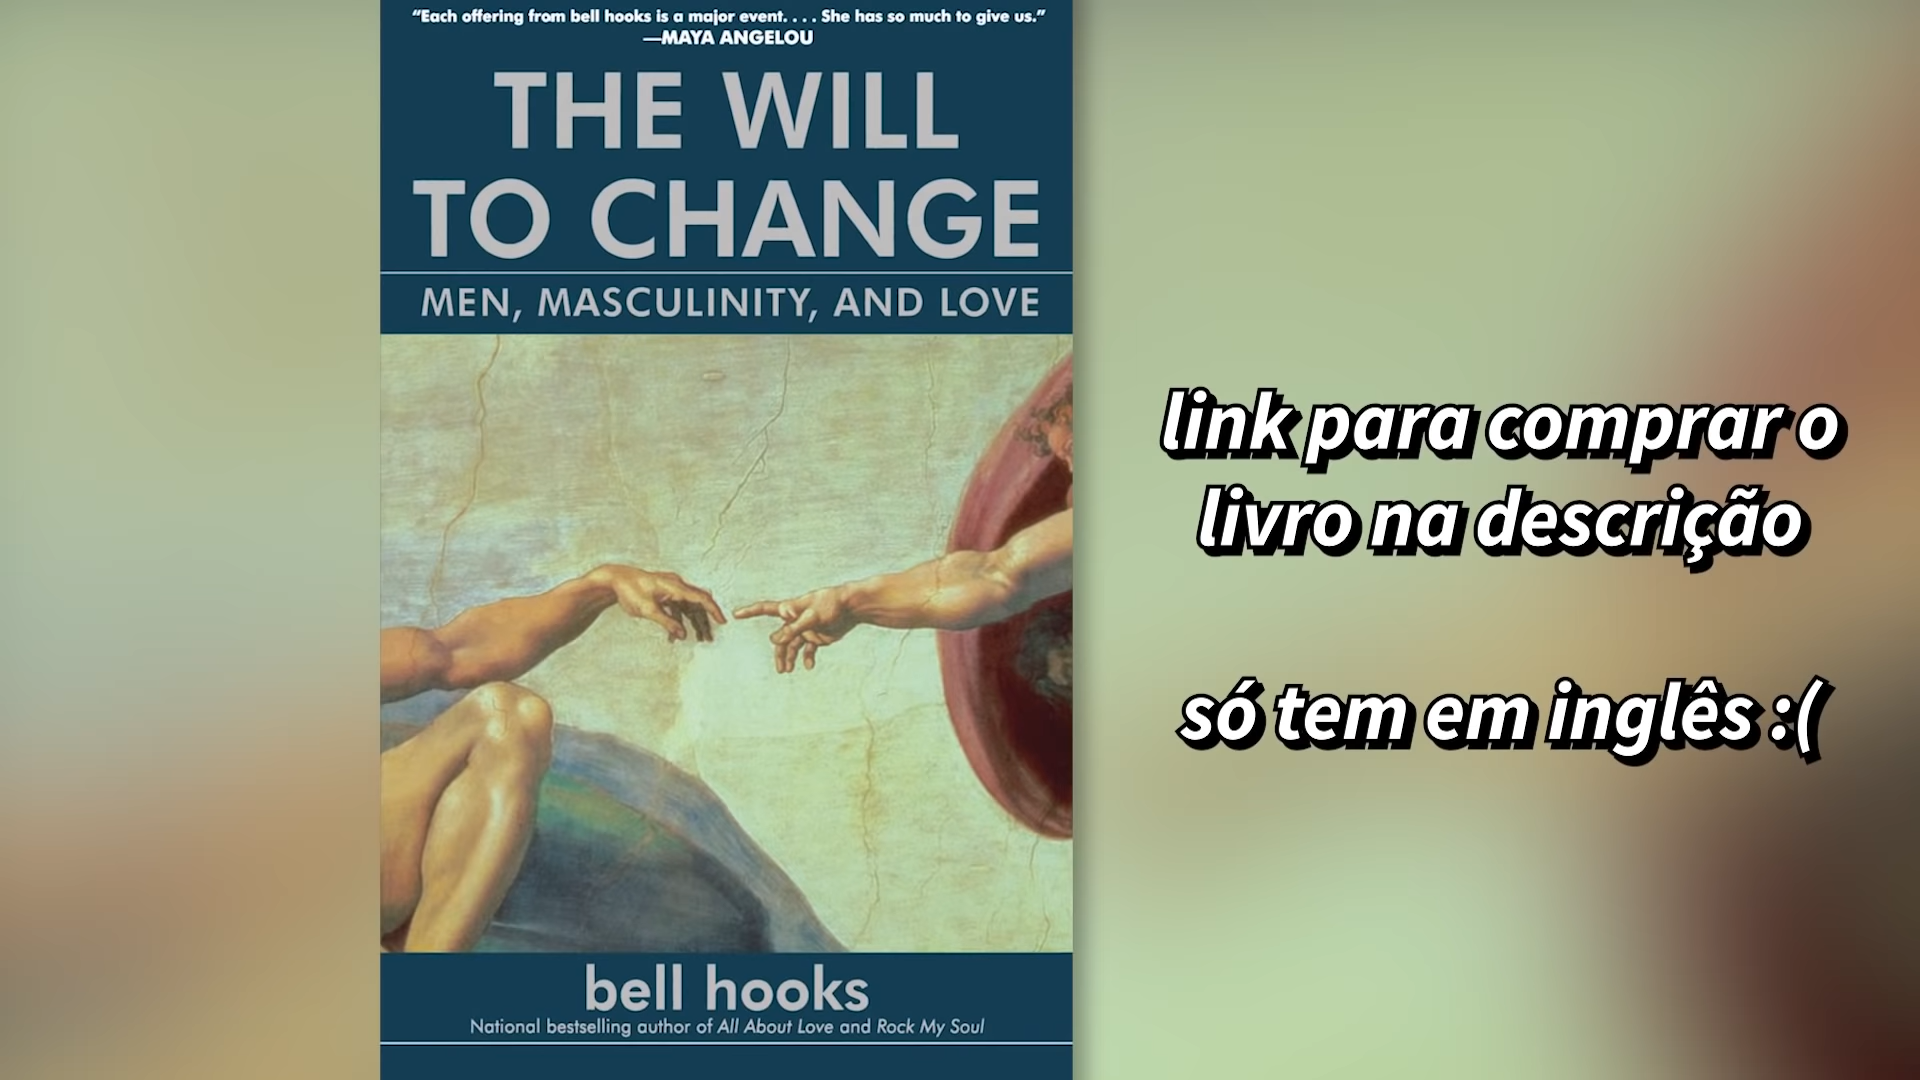 “Each offering from bell hooks is a major event. . . . She has so much to give us.”
—MAYA ANGELOU
THE WILL
TO CHANGE
MEN, MASCULINITY, AND LOVE
bell hooks
National bestselling author of All About Love and Rock My Soul
link para comprar o
livro na descrição
só tem em inglês :(